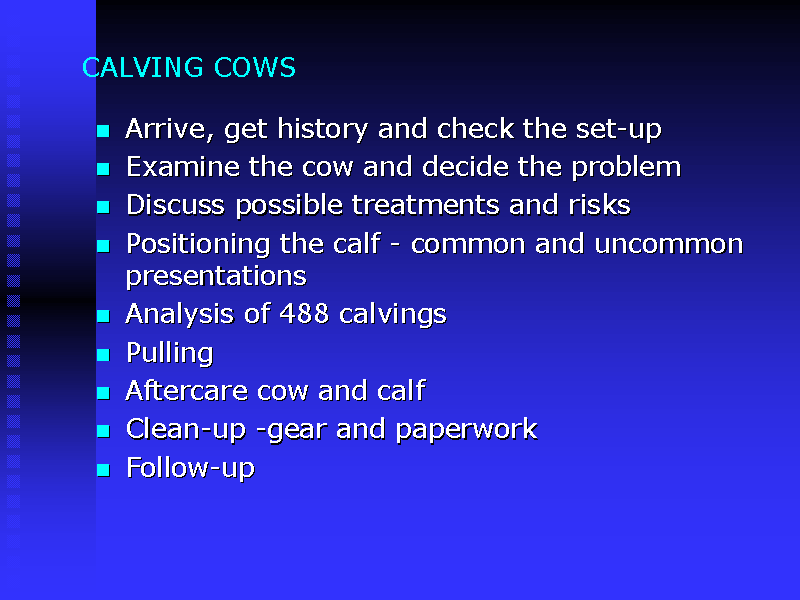 CALVING COWS
Arrive, get history and check the set-up
Examine the cow and decide the problem
Discuss possible treatments and risks
Positioning the calf - common and uncommon
presentations
Analysis of 488 calvings
Pulling
Aftercare cow and calf
Clean-up -gear and paperwork
Follow-up